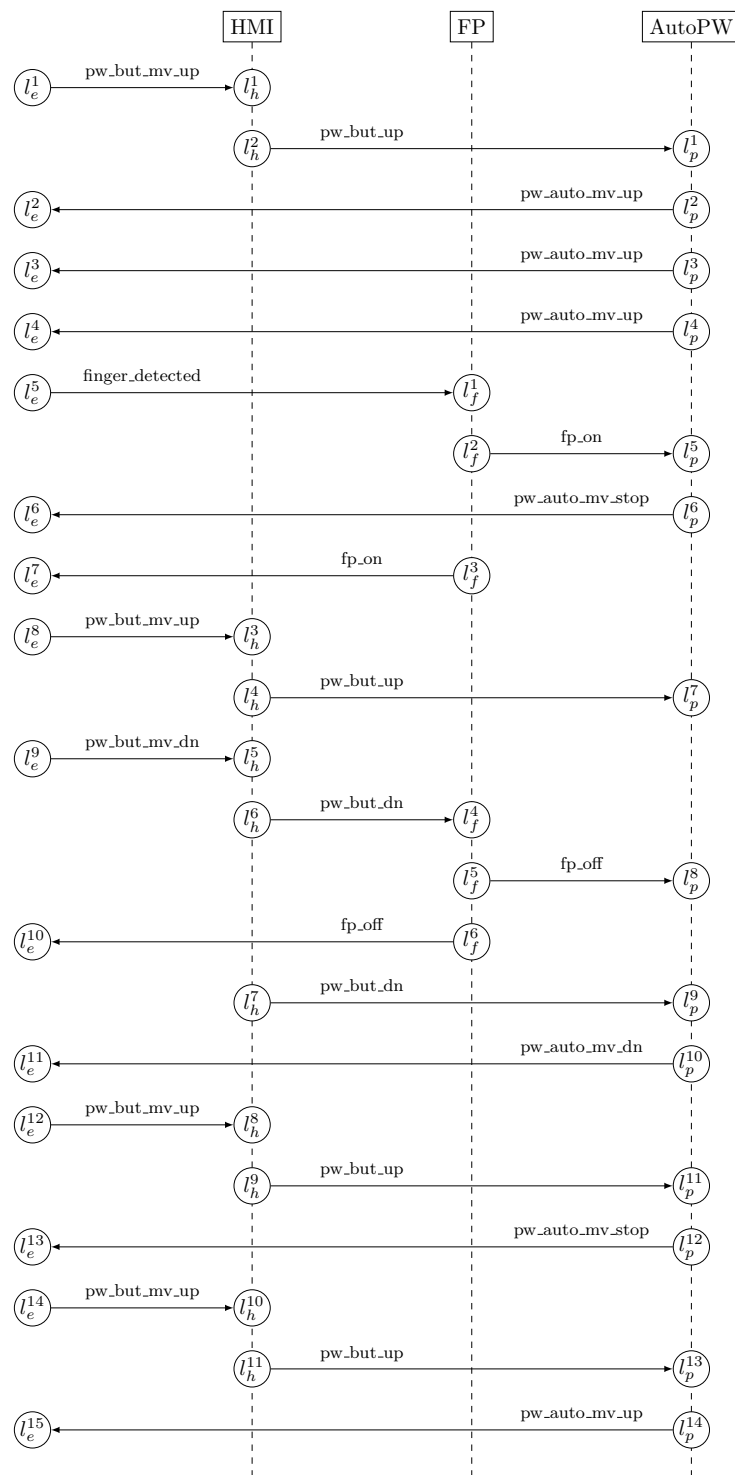 HMI FP AutoPW
pw_but_mv_up
l_e^1 l_h^1
pw_but_up
l_h^2 l_p^1
pw_auto_mv_up
l_e^2 l_p^2
pw_auto_mv_up
l_e^3 l_p^3
pw_auto_mv_up
l_e^4 l_p^4
finger_detected
l_e^5 l_f^1
fp_on
l_f^2 l_p^5
pw_auto_mv_stop
l_e^6 l_p^6
fp_on
l_e^7 l_f^3
pw_but_mv_up
l_e^8 l_h^3
pw_but_up
l_h^4 l_p^7
pw_but_mv_dn
l_e^9 l_h^5
pw_but_dn
l_h^6 l_f^4
fp_off
l_f^5 l_p^8
fp_off
l_e^10 l_f^6
pw_but_dn
l_h^7 l_p^9
pw_auto_mv_dn
l_e^11 l_p^10
pw_but_mv_up
l_e^12 l_h^8
pw_but_up
l_h^9 l_p^11
pw_auto_mv_stop
l_e^13 l_p^12
pw_but_mv_up
l_e^14 l_h^10
pw_but_up
l_h^11 l_p^13
pw_auto_mv_up
l_e^15 l_p^14